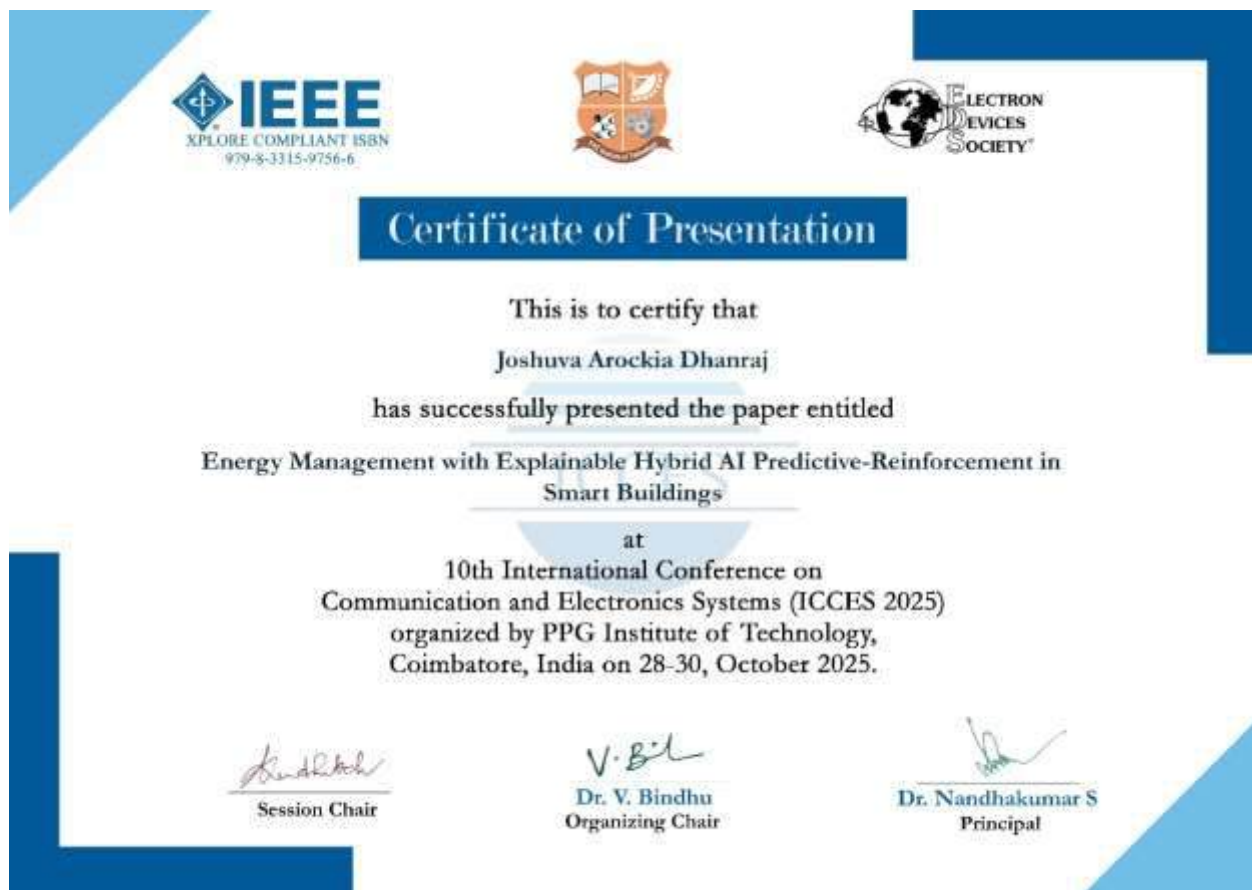 IEEE
XPLORE COMPLIANT ISBN
979-8-3315-9756-6
ELECTRON
DEVICES
SOCIETY®
Certificate of Presentation
This is to certify that
Joshuva Arockia Dhanraj
has successfully presented the paper entitled
Energy Management with Explainable Hybrid AI Predictive-Reinforcement in
Smart Buildings
ICCES
at
10th International Conference on
Communication and Electronics Systems (ICCES 2025)
organized by PPG Institute of Technology,
Coimbatore, India on 28-30, October 2025.
V. Bil
Session Chair
Dr. V. Bindhu
Organizing Chair
Dr. Nandhakumar S
Principal